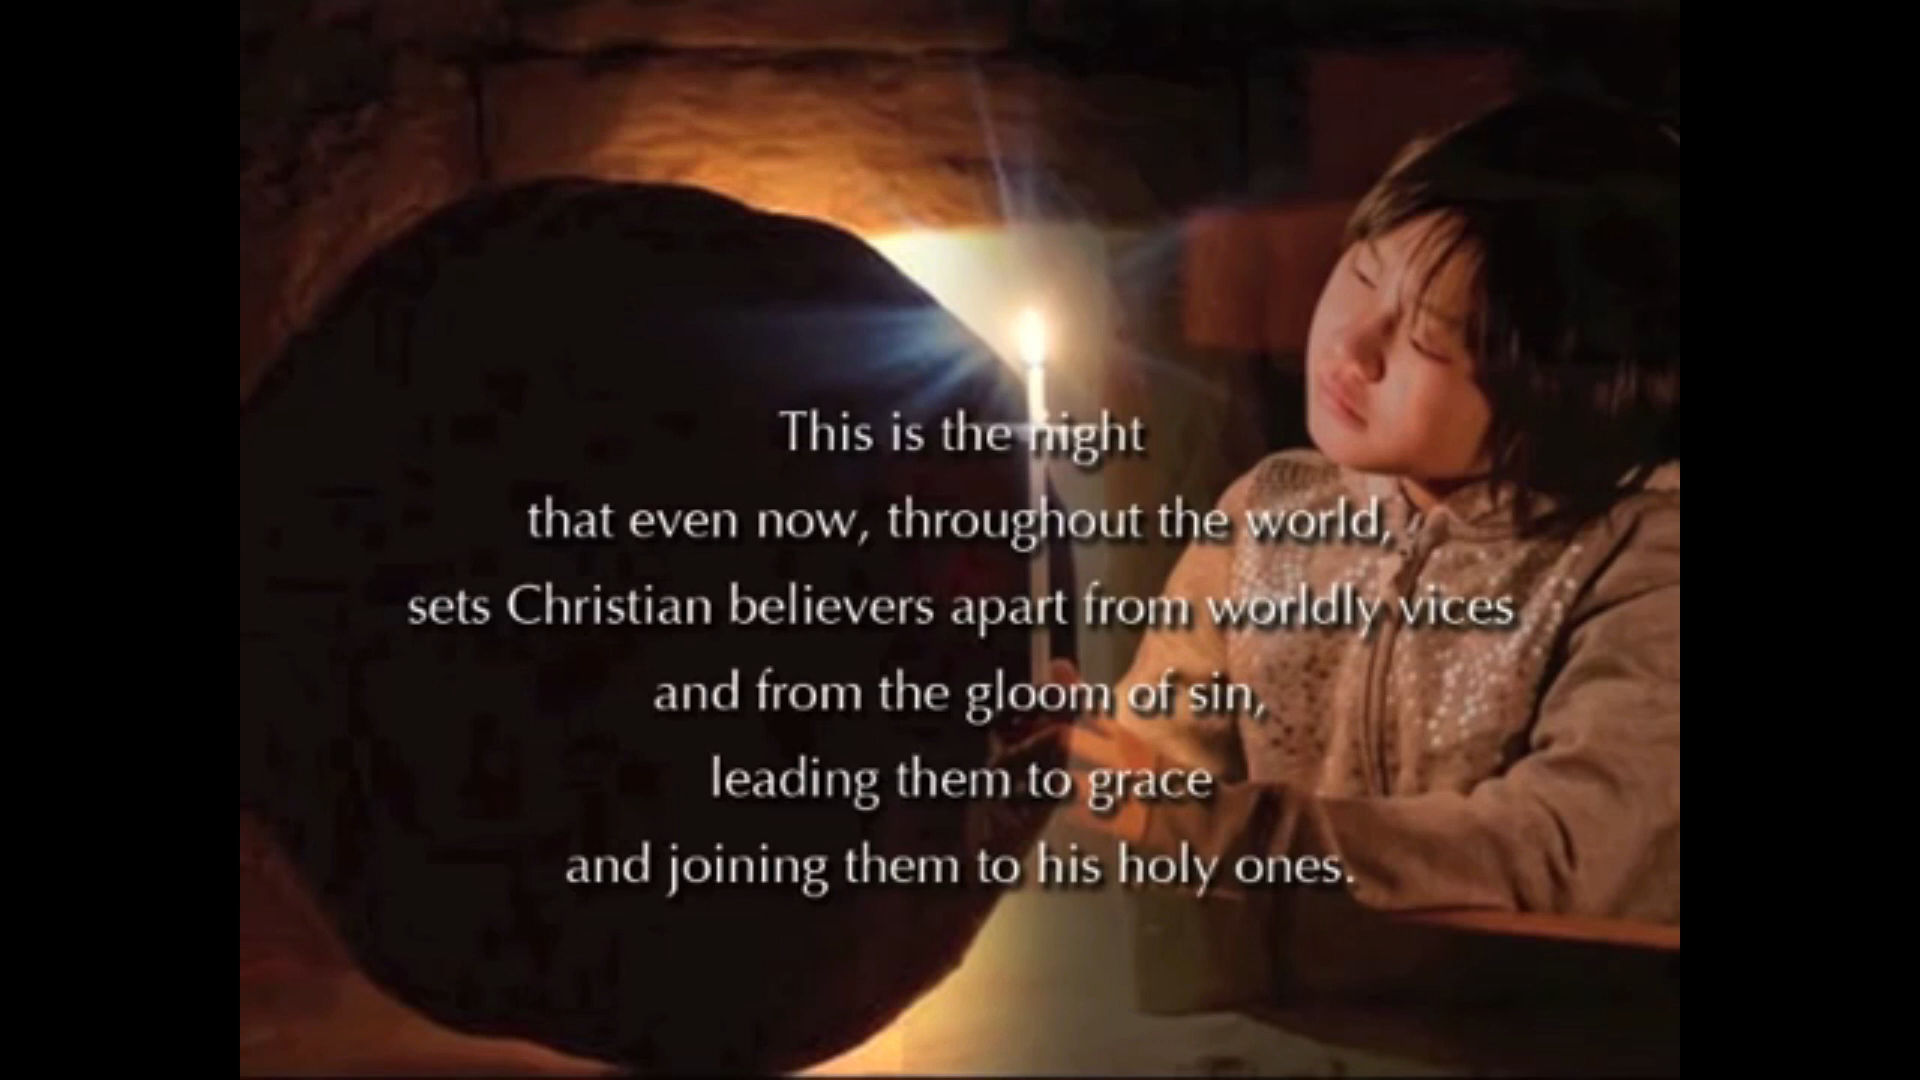 This is the night
that even now, throughout the world,
sets Christian believers apart from worldly vices
and from the gloom of sin,
leading them to grace
and joining them to his holy ones.